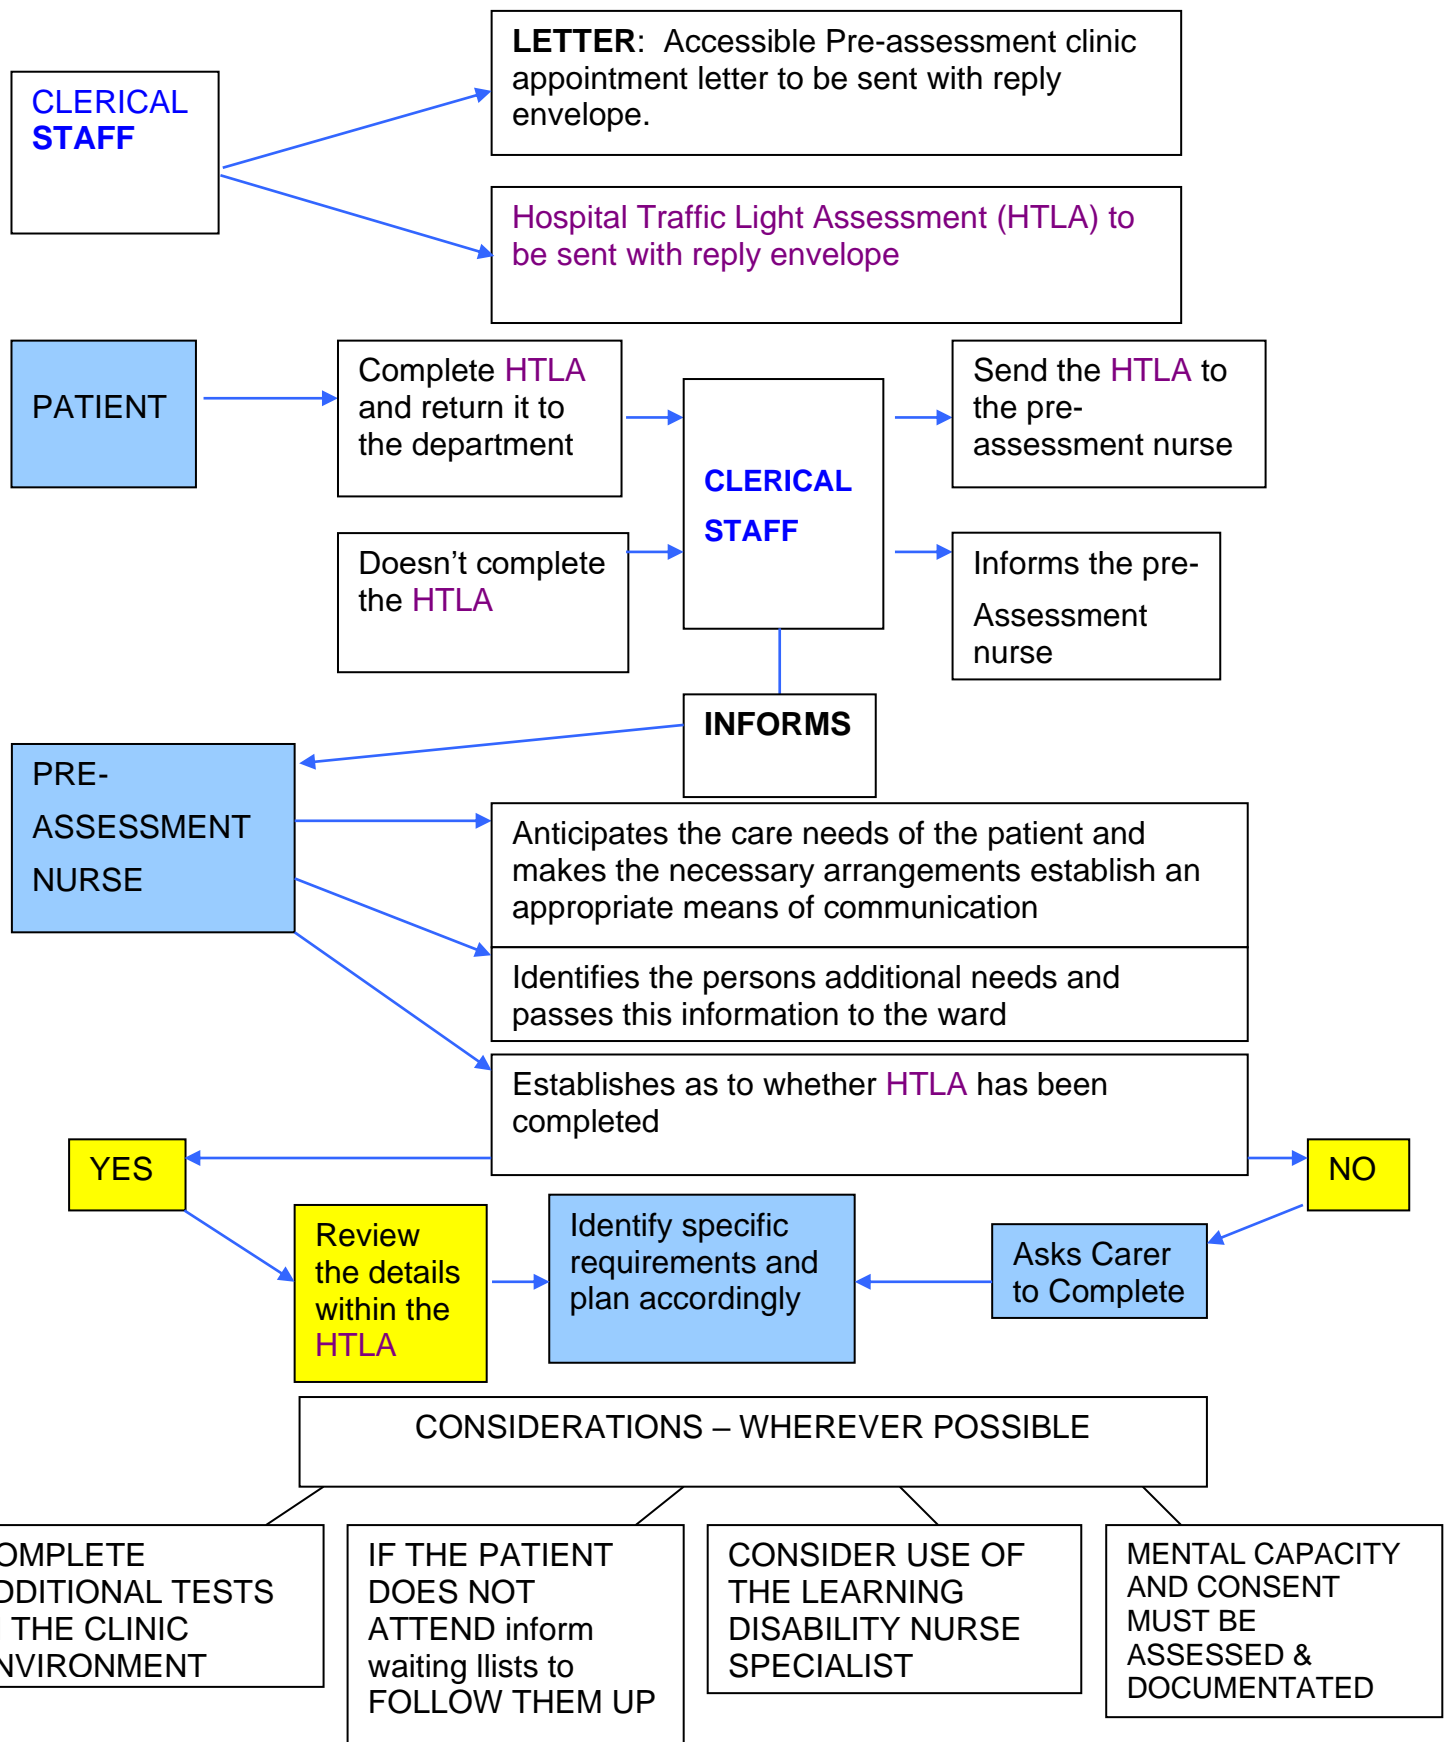 LETTER:  Accessible Pre-assessment clinic
appointment letter to be sent with reply
envelope.
CLERICAL
STAFF
Hospital Traffic Light Assessment (HTLA) to
be sent with reply envelope
PATIENT
Complete HTLA
and return it to
the department
CLERICAL
STAFF
Send the HTLA to
the pre-
assessment nurse
Doesn’t complete
the HTLA
Informs the pre-
Assessment
nurse
INFORMS
PRE-
ASSESSMENT
NURSE
Anticipates the care needs of the patient and
makes the necessary arrangements establish an
appropriate means of communication
Identifies the persons additional needs and
passes this information to the ward
Establishes as to whether HTLA has been
completed
YES
NO
Review
the details
within the
HTLA
Identify specific
requirements and
plan accordingly
Asks Carer
to Complete
CONSIDERATIONS – WHEREVER POSSIBLE
OMPLETE
DDITIONAL TESTS
THE CLINIC
NVIRONMENT
IF THE PATIENT
DOES NOT
ATTEND inform
waiting llists to
FOLLOW THEM UP
CONSIDER USE OF
THE LEARNING
DISABILITY NURSE
SPECIALIST
MENTAL CAPACITY
AND CONSENT
MUST BE
ASSESSED &
DOCUMENTATED